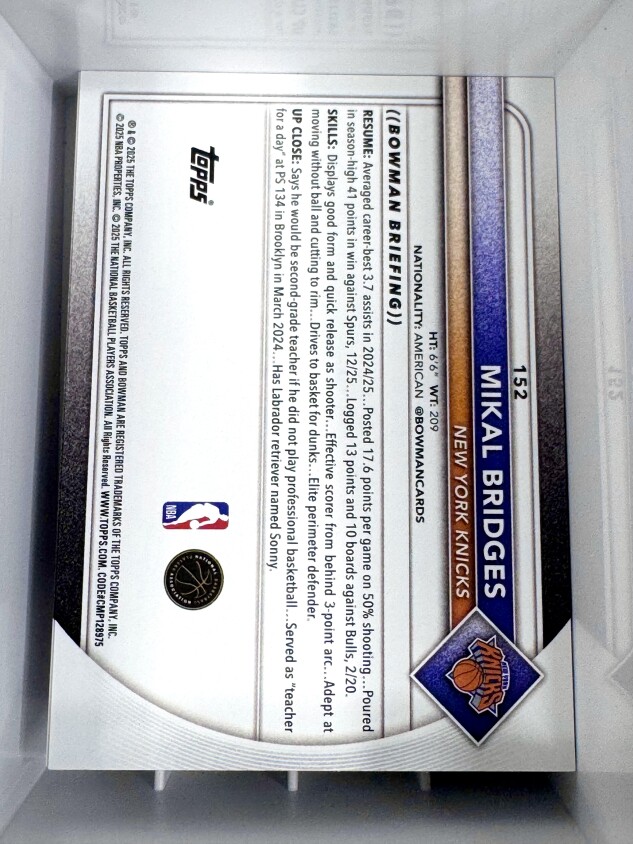 152
MIKAL BRIDGES
NEW YORK KNICKS
NEW YORK
KNICKS
HT: 6'6" WT: 209
NATIONALITY: AMERICAN @BOWMANCARDS
((BOWMAN BRIEFING))
RESUME: Averaged career-best 3.7 assists in 2024/25...Posted 17.6 points per game on 50% shooting...Poured
in season-high 41 points in win against Spurs, 12/25...Logged 13 points and 10 boards against Bulls, 2/20.
SKILLS: Displays good form and quick release as shooter...Effective scorer from behind 3-point arc...Adept at
moving without ball and cutting to rim...Drives to basket for dunks...Elite perimeter defender.
UP CLOSE: Says he would be second-grade teacher if he did not play professional basketball...Served as "teacher
for a day" at PS 134 in Brooklyn in March 2024...Has Labrador retriever named Sonny.
topps®
NBA
® & © 2025 THE TOPPS COMPANY, INC. ALL RIGHTS RESERVED. TOPPS AND BOWMAN ARE REGISTERED TRADEMARKS OF THE TOPPS COMPANY, INC.
© 2025 NBA PROPERTIES, INC. © 2025 THE NATIONAL BASKETBALL PLAYERS ASSOCIATION. All Rights Reserved. WWW.TOPPS.COM. CODE#CMP128975